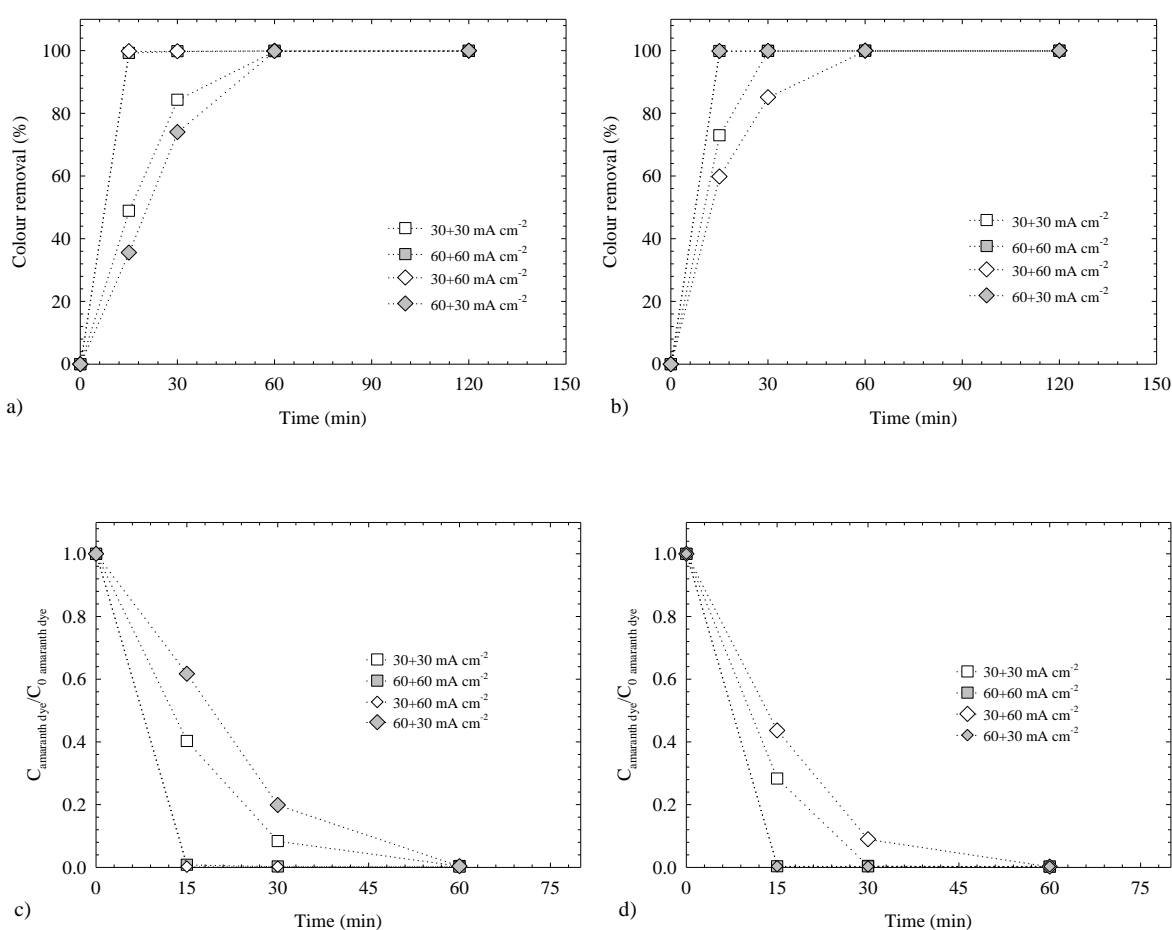 100
80
60
40
20
0
Colour removal (%)
30+30 mA cm⁻²
60+60 mA cm⁻²
30+60 mA cm⁻²
60+30 mA cm⁻²
0 30 60 90 120 150
Time (min)
a)
100
80
60
40
20
0
Colour removal (%)
30+30 mA cm⁻²
60+60 mA cm⁻²
30+60 mA cm⁻²
60+30 mA cm⁻²
0 30 60 90 120 150
Time (min)
b)
1.0
0.8
0.6
0.4
0.2
0.0
C amaranth dye/C0 amaranth dye
30+30 mA cm⁻²
60+60 mA cm⁻²
30+60 mA cm⁻²
60+30 mA cm⁻²
0 15 30 45 60 75
Time (min)
c)
1.0
0.8
0.6
0.4
0.2
0.0
C amaranth dye/C0 amaranth dye
30+30 mA cm⁻²
60+60 mA cm⁻²
30+60 mA cm⁻²
60+30 mA cm⁻²
0 15 30 45 60 75
Time (min)
d)